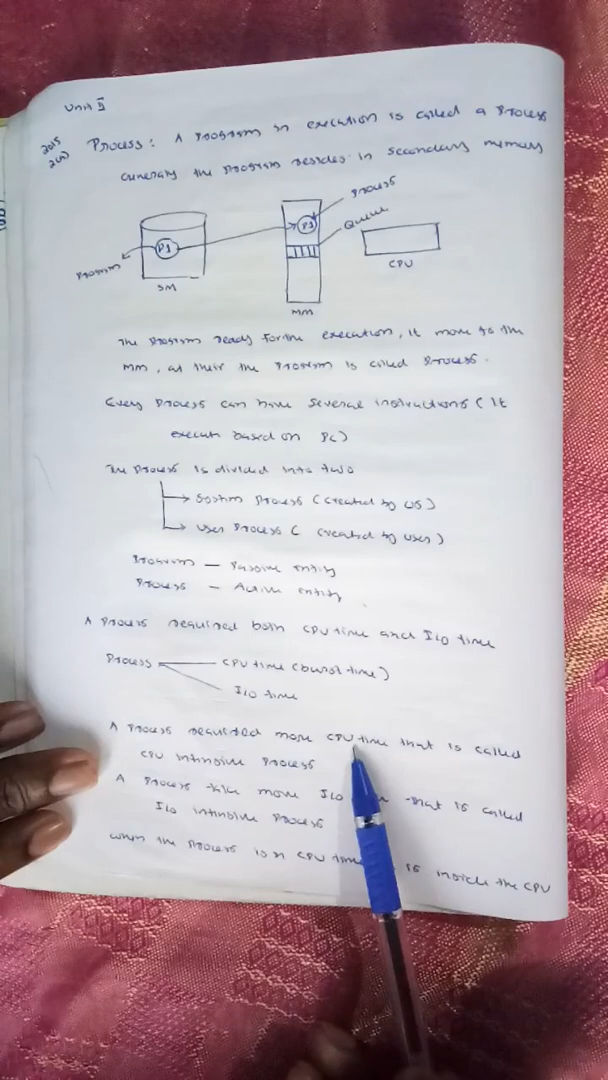 Unit II
Process: A Program in execution is called a Process
Generally the Program resides in Secondary memory
Process
Queue
P1
P1
Program
SM
MM
CPU
The Program ready for the execution, it move to the
MM, at the Program is called Process.
Every Process can have several instructions (It
execute based on PC)
The Process is divided into two
System Process (created by OS)
User Process ( created by user)
Program – Passive entity
Process – Active entity
A Process required both CPU time and I/O time
Process
CPU time (burst time)
I/O time
A Process required more CPU time that is called
CPU intensive Process
A Process take more I/O that is called
I/O intensive Process
when the Process is in CPU time is inside the CPU